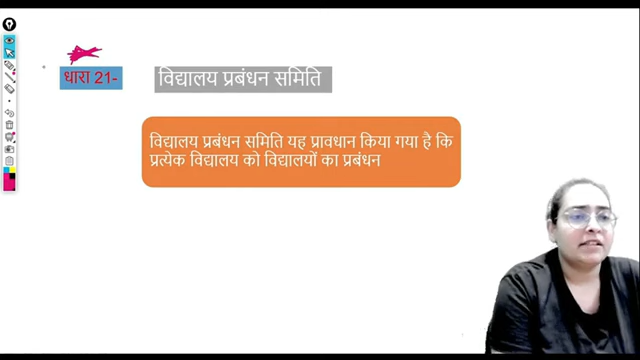 धारा 21-
विद्यालय प्रबंधन समिति
विद्यालय प्रबंधन समिति यह प्रावधान किया गया है कि
प्रत्येक विद्यालय को विद्यालयों का प्रबंधन